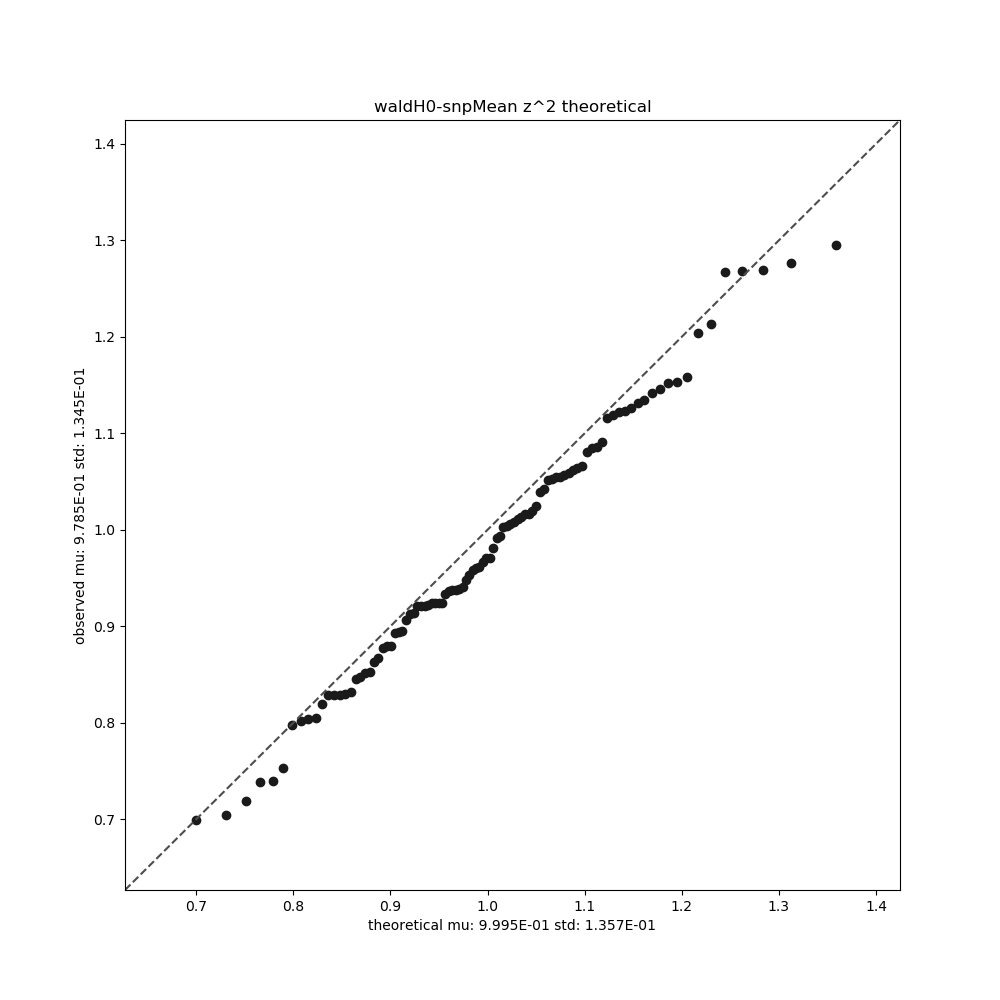 waldH0-snpMean z^2 theoretical
1.4
1.3
1.2
1.1
1.0
0.9
0.8
0.7
observed mu: 9.785E-01 std: 1.345E-01
0.7 0.8 0.9 1.0 1.1 1.2 1.3 1.4
theoretical mu: 9.995E-01 std: 1.357E-01